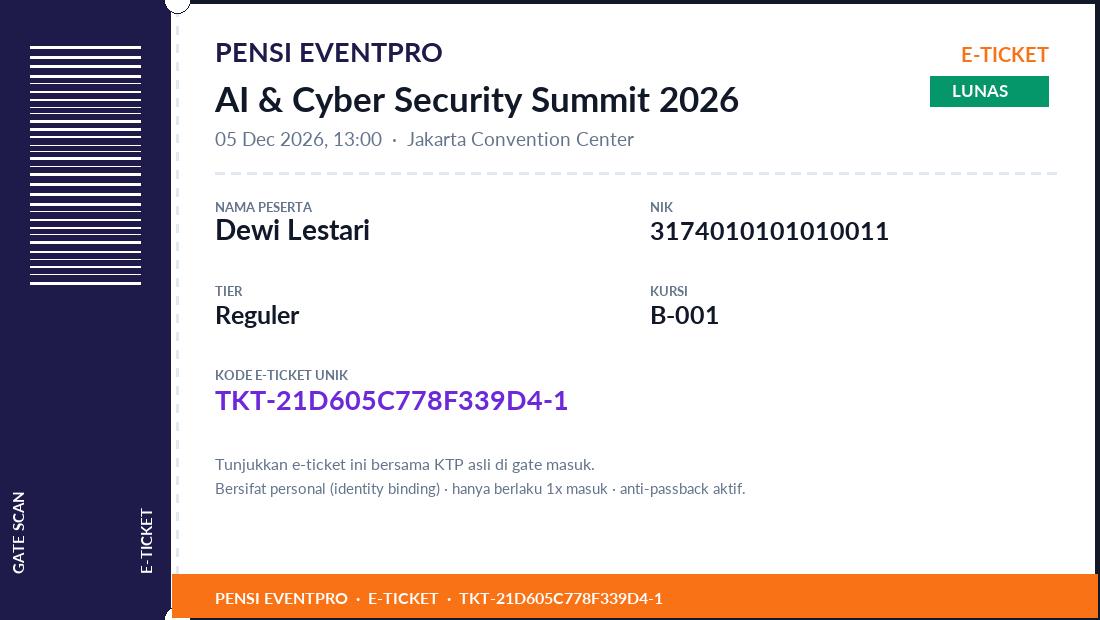 PENSI EVENTPRO
E-TICKET
AI & Cyber Security Summit 2026
LUNAS
05 Dec 2026, 13:00 · Jakarta Convention Center
NAMA PESERTA
Dewi Lestari
NIK
3174010101010011
TIER
Reguler
KURSI
B-001
KODE E-TICKET UNIK
TKT-21D605C778F339D4-1
Tunjukkan e-ticket ini bersama KTP asli di gate masuk.
Bersifat personal (identity binding) · hanya berlaku 1x masuk · anti-passback aktif.
GATE SCAN
E-TICKET
PENSI EVENTPRO · E-TICKET · TKT-21D605C778F339D4-1